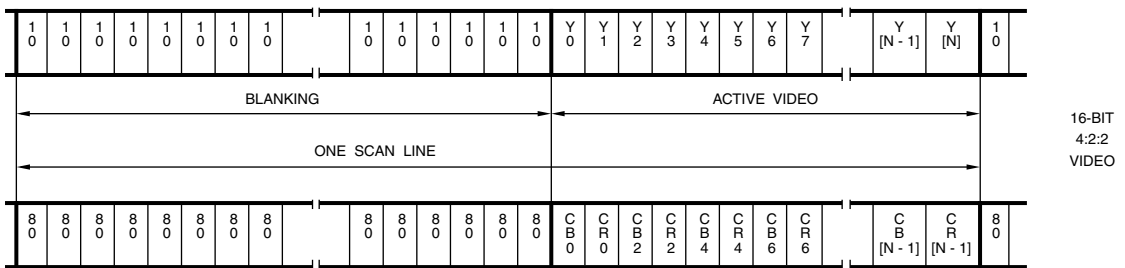 10 10 10 10 10 10 10 10 10 10 10 10 10 10 Y0 Y1 Y2 Y3 Y4 Y5 Y6 Y7 Y[N - 1] Y[N] 10
BLANKING
ACTIVE VIDEO
ONE SCAN LINE
16-BIT
4:2:2
VIDEO
80 80 80 80 80 80 80 80 80 80 80 80 80 80 CB0 CR0 CB2 CR2 CB4 CR4 CB6 CR6 CB[N - 1] CR[N - 1] 80